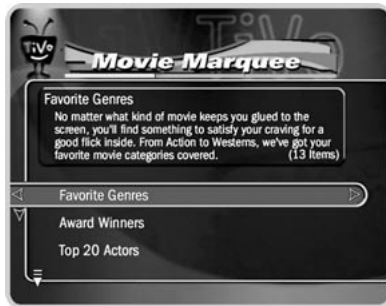 TiVo
TiVo
Movie Marquee
Favorite Genres
No matter what kind of movie keeps you glued to the
screen, you'll find something to satisfy your craving for a
good flick inside. From Action to Westerns, we've got your
favorite movie categories covered. (13 Items)
Favorite Genres
Award Winners
Top 20 Actors